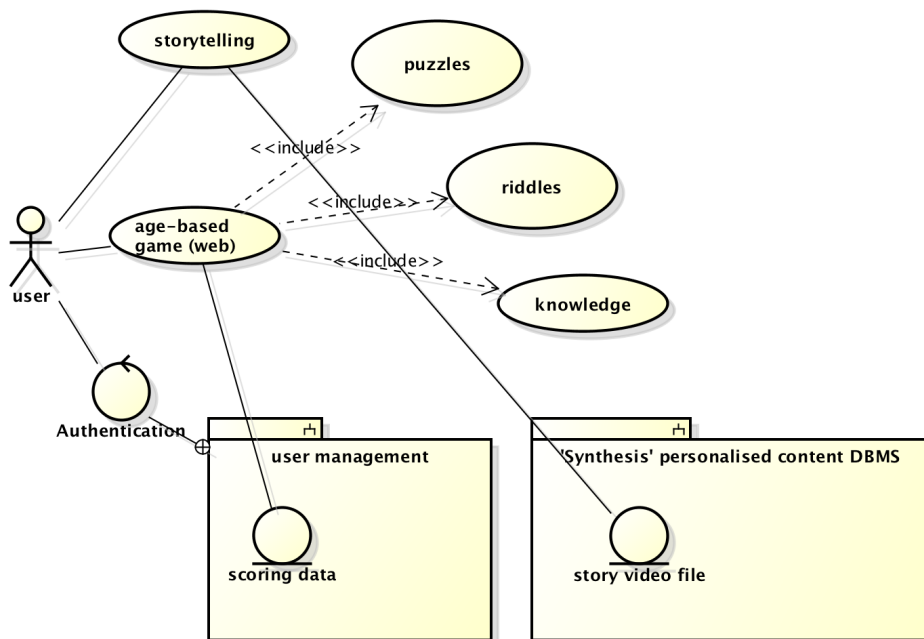 storytelling
puzzles
<<include>>
riddles
<<include>>
age-based
game (web)
<<include>>
user
knowledge
Authentication
user management
'Synthesis' personalised content DBMS
scoring data
story video file